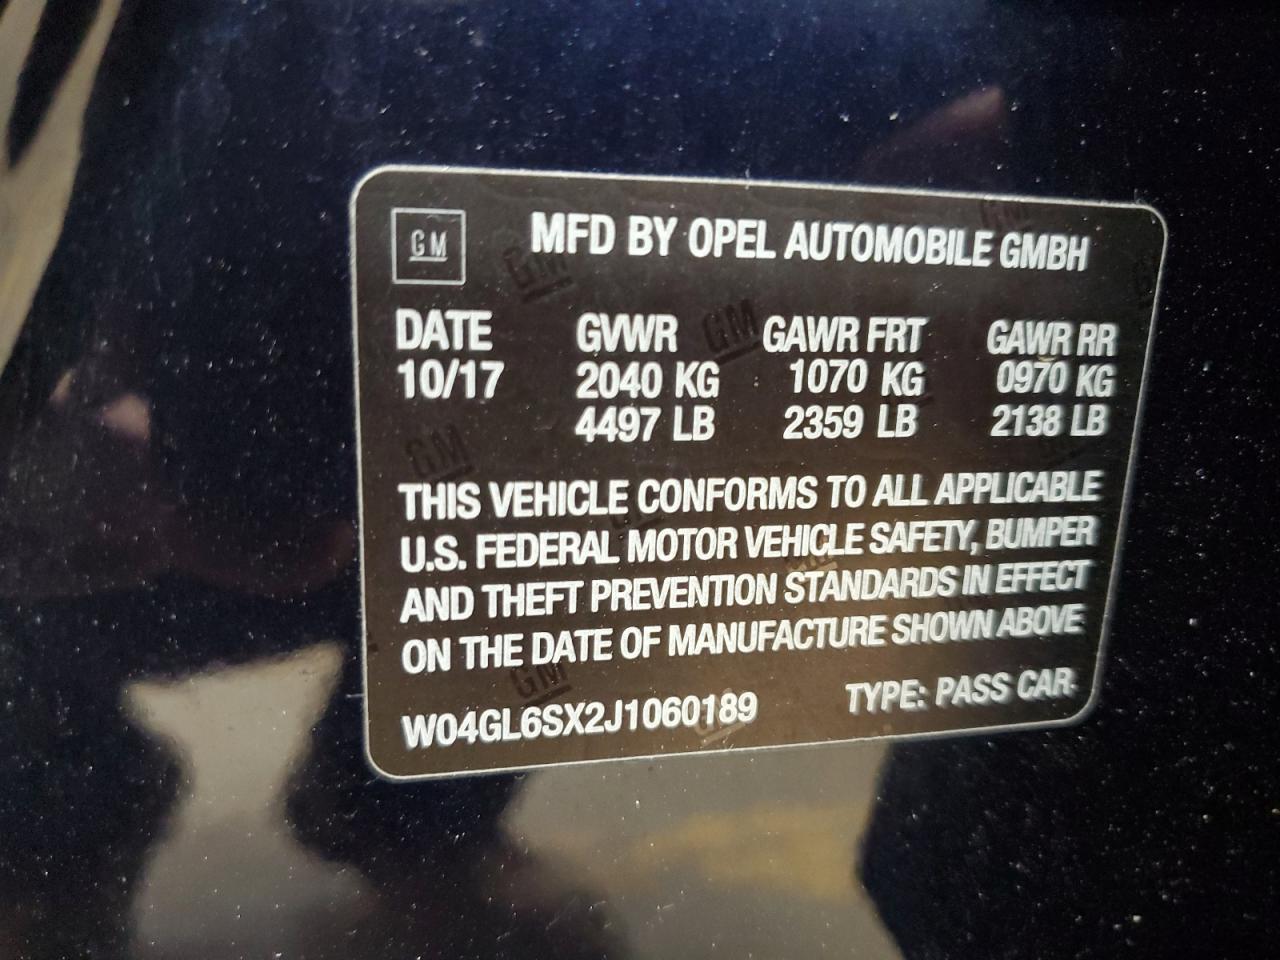 GM
MFD BY OPEL AUTOMOBILE GMBH
DATE GVWR GAWR FRT GAWR RR
10/17 2040 KG 1070 KG 0970 KG
4497 LB 2359 LB 2138 LB
THIS VEHICLE CONFORMS TO ALL APPLICABLE
U.S. FEDERAL MOTOR VEHICLE SAFETY, BUMPER
AND THEFT PREVENTION STANDARDS IN EFFECT
ON THE DATE OF MANUFACTURE SHOWN ABOVE
W04GL6SX2J1060189 TYPE: PASS CAR